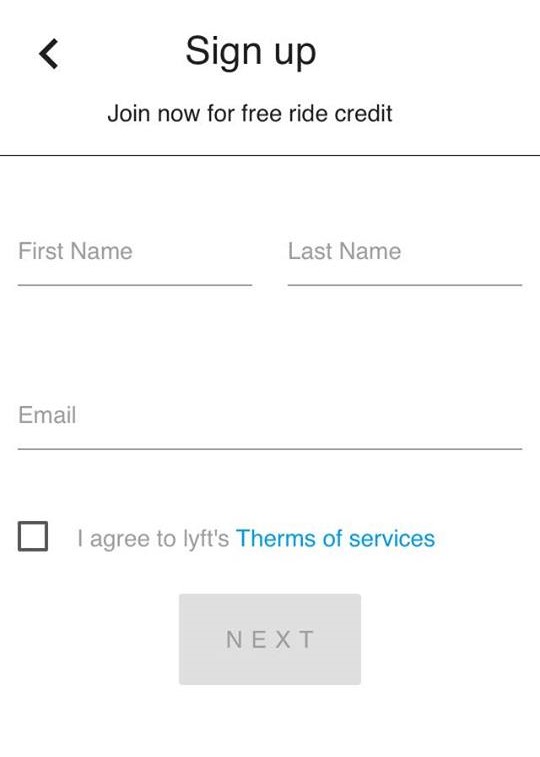 Sign up
Join now for free ride credit
First Name Last Name
Email
I agree to lyft's Therms of services
NEXT